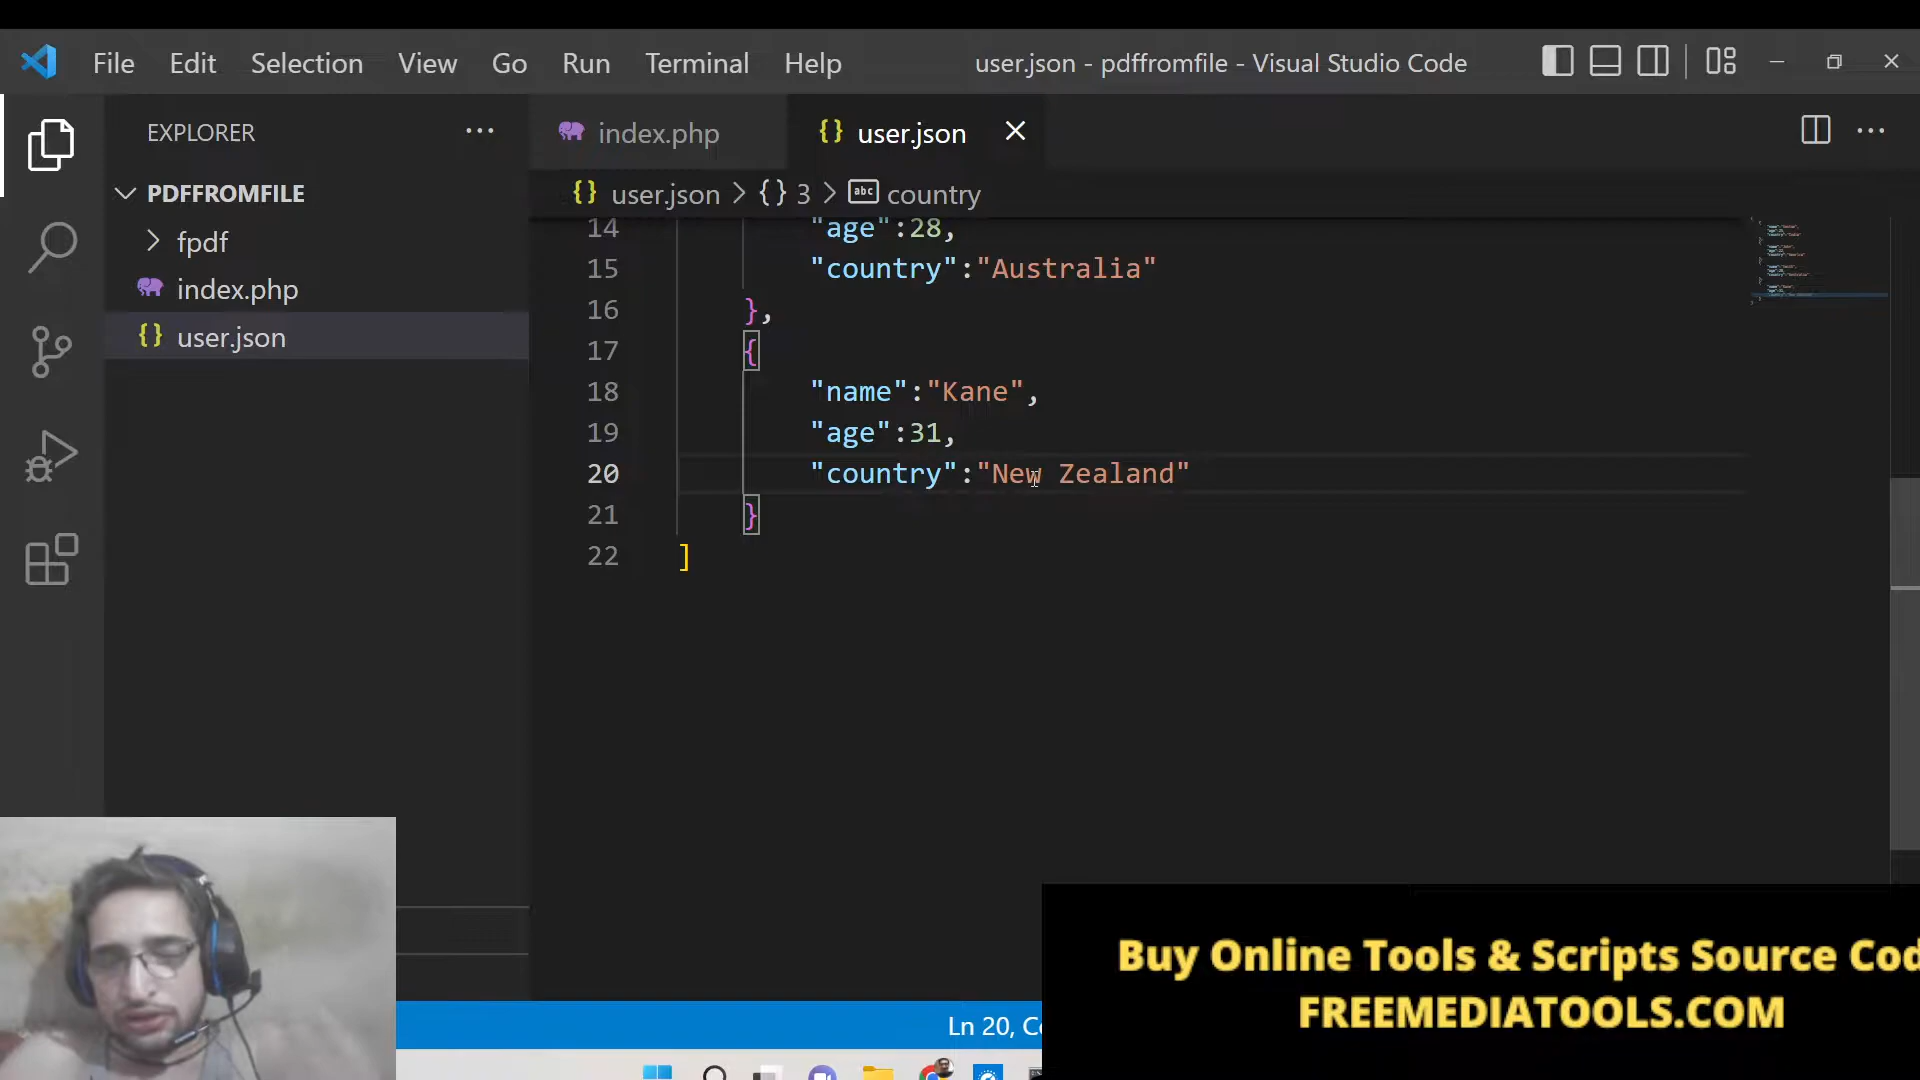 File Edit Selection View Go Run Terminal Help
user.json - pdffromfile - Visual Studio Code
EXPLORER
index.php
user.json
PDFFROMFILE
user.json > {} 3 > abc country
fpdf
index.php
user.json
14 "age":28,
15 "country":"Australia"
16 },
17 {
18 "name":"Kane",
19 "age":31,
20 "country":"New Zealand"
21 }
22 ]
Buy Online Tools & Scripts Source Cod
FREEMEDIATOOLS.COM
Ln 20, C